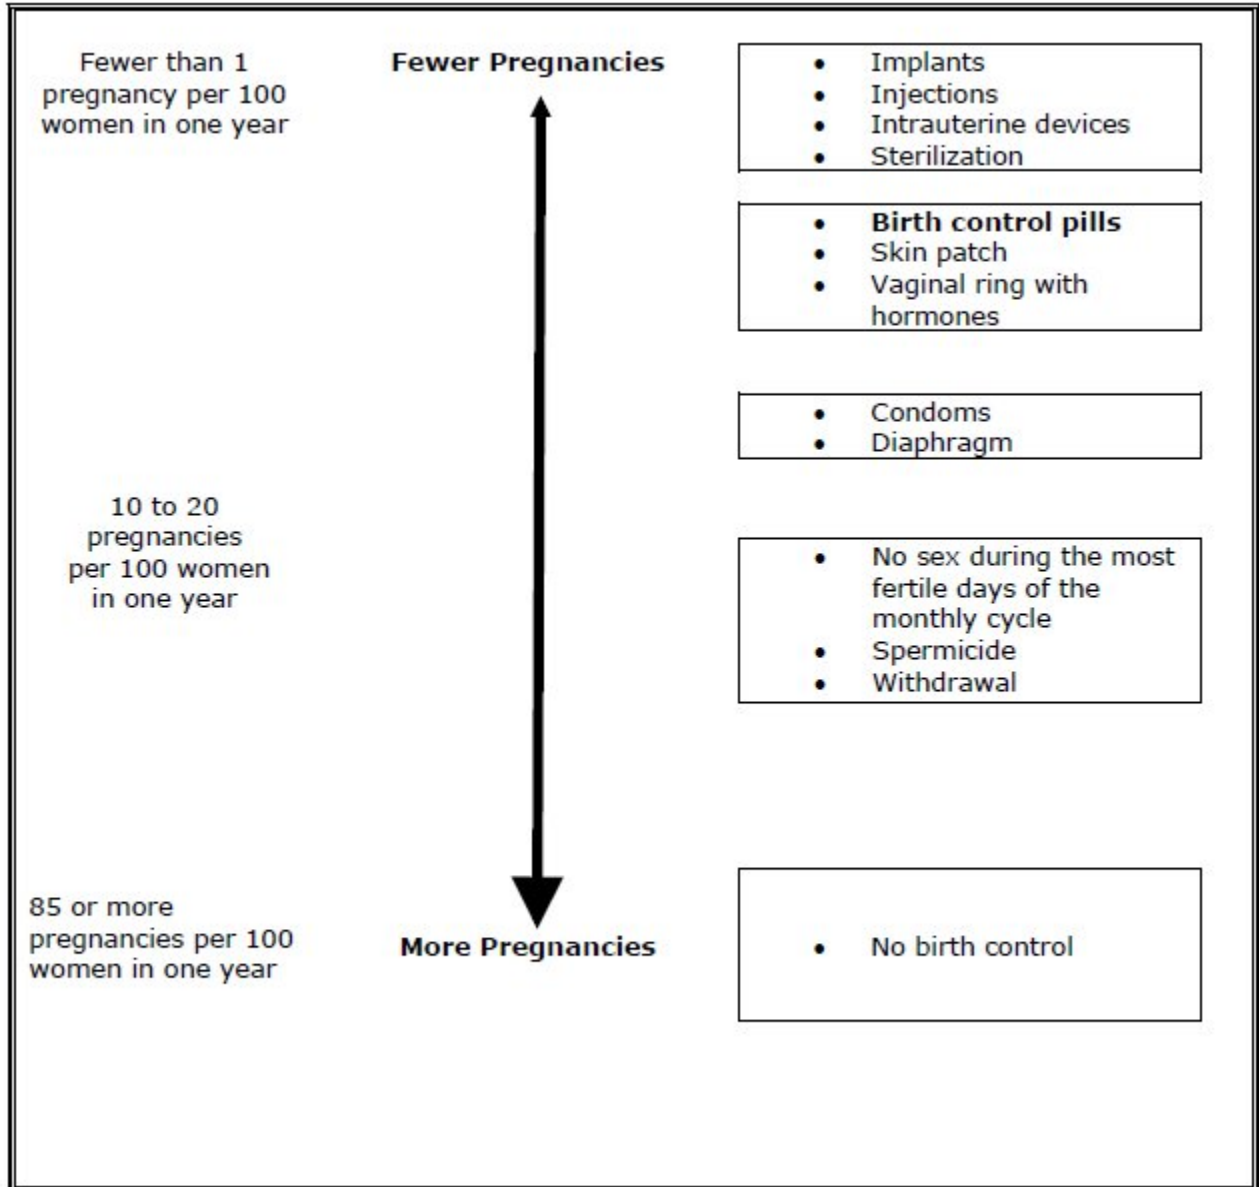 Fewer than 1
pregnancy per 100
women in one year
Fewer Pregnancies
• Implants
• Injections
• Intrauterine devices
• Sterilization
• Birth control pills
• Skin patch
• Vaginal ring with
hormones
• Condoms
• Diaphragm
10 to 20
pregnancies
per 100 women
in one year
• No sex during the most
fertile days of the
monthly cycle
• Spermicide
• Withdrawal
85 or more
pregnancies per 100
women in one year
More Pregnancies
• No birth control